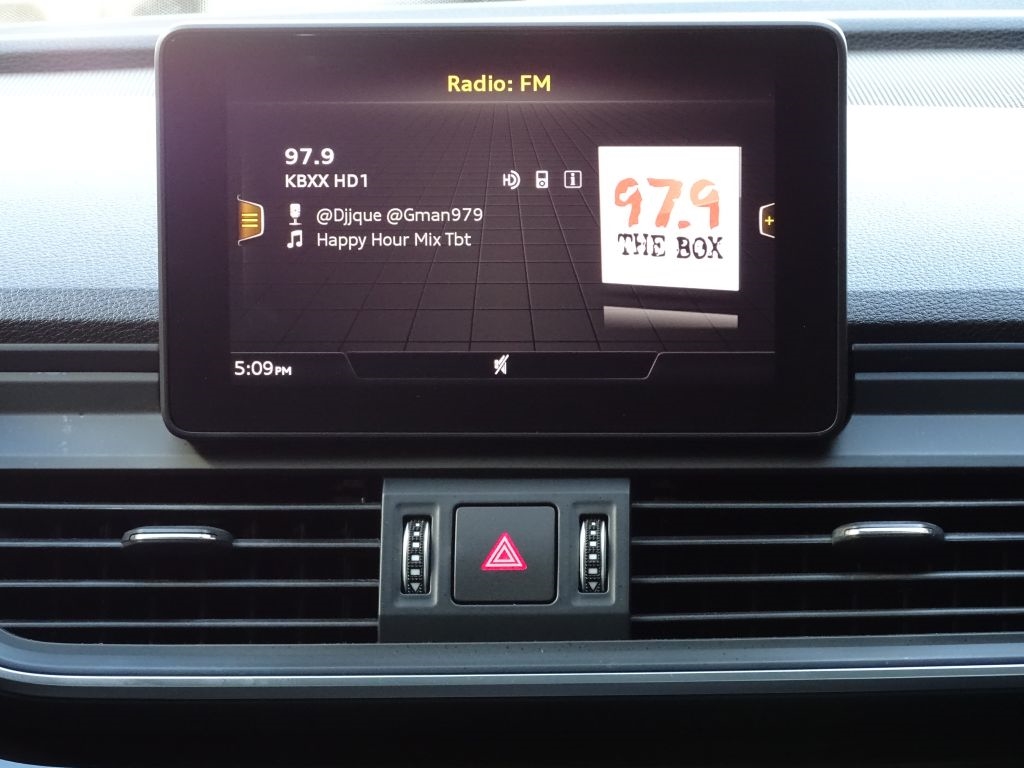 Radio: FM
97.9
KBXX HD1
@Djjque @Gman979
Happy Hour Mix Tbt
97.9
THE BOX
5:09PM